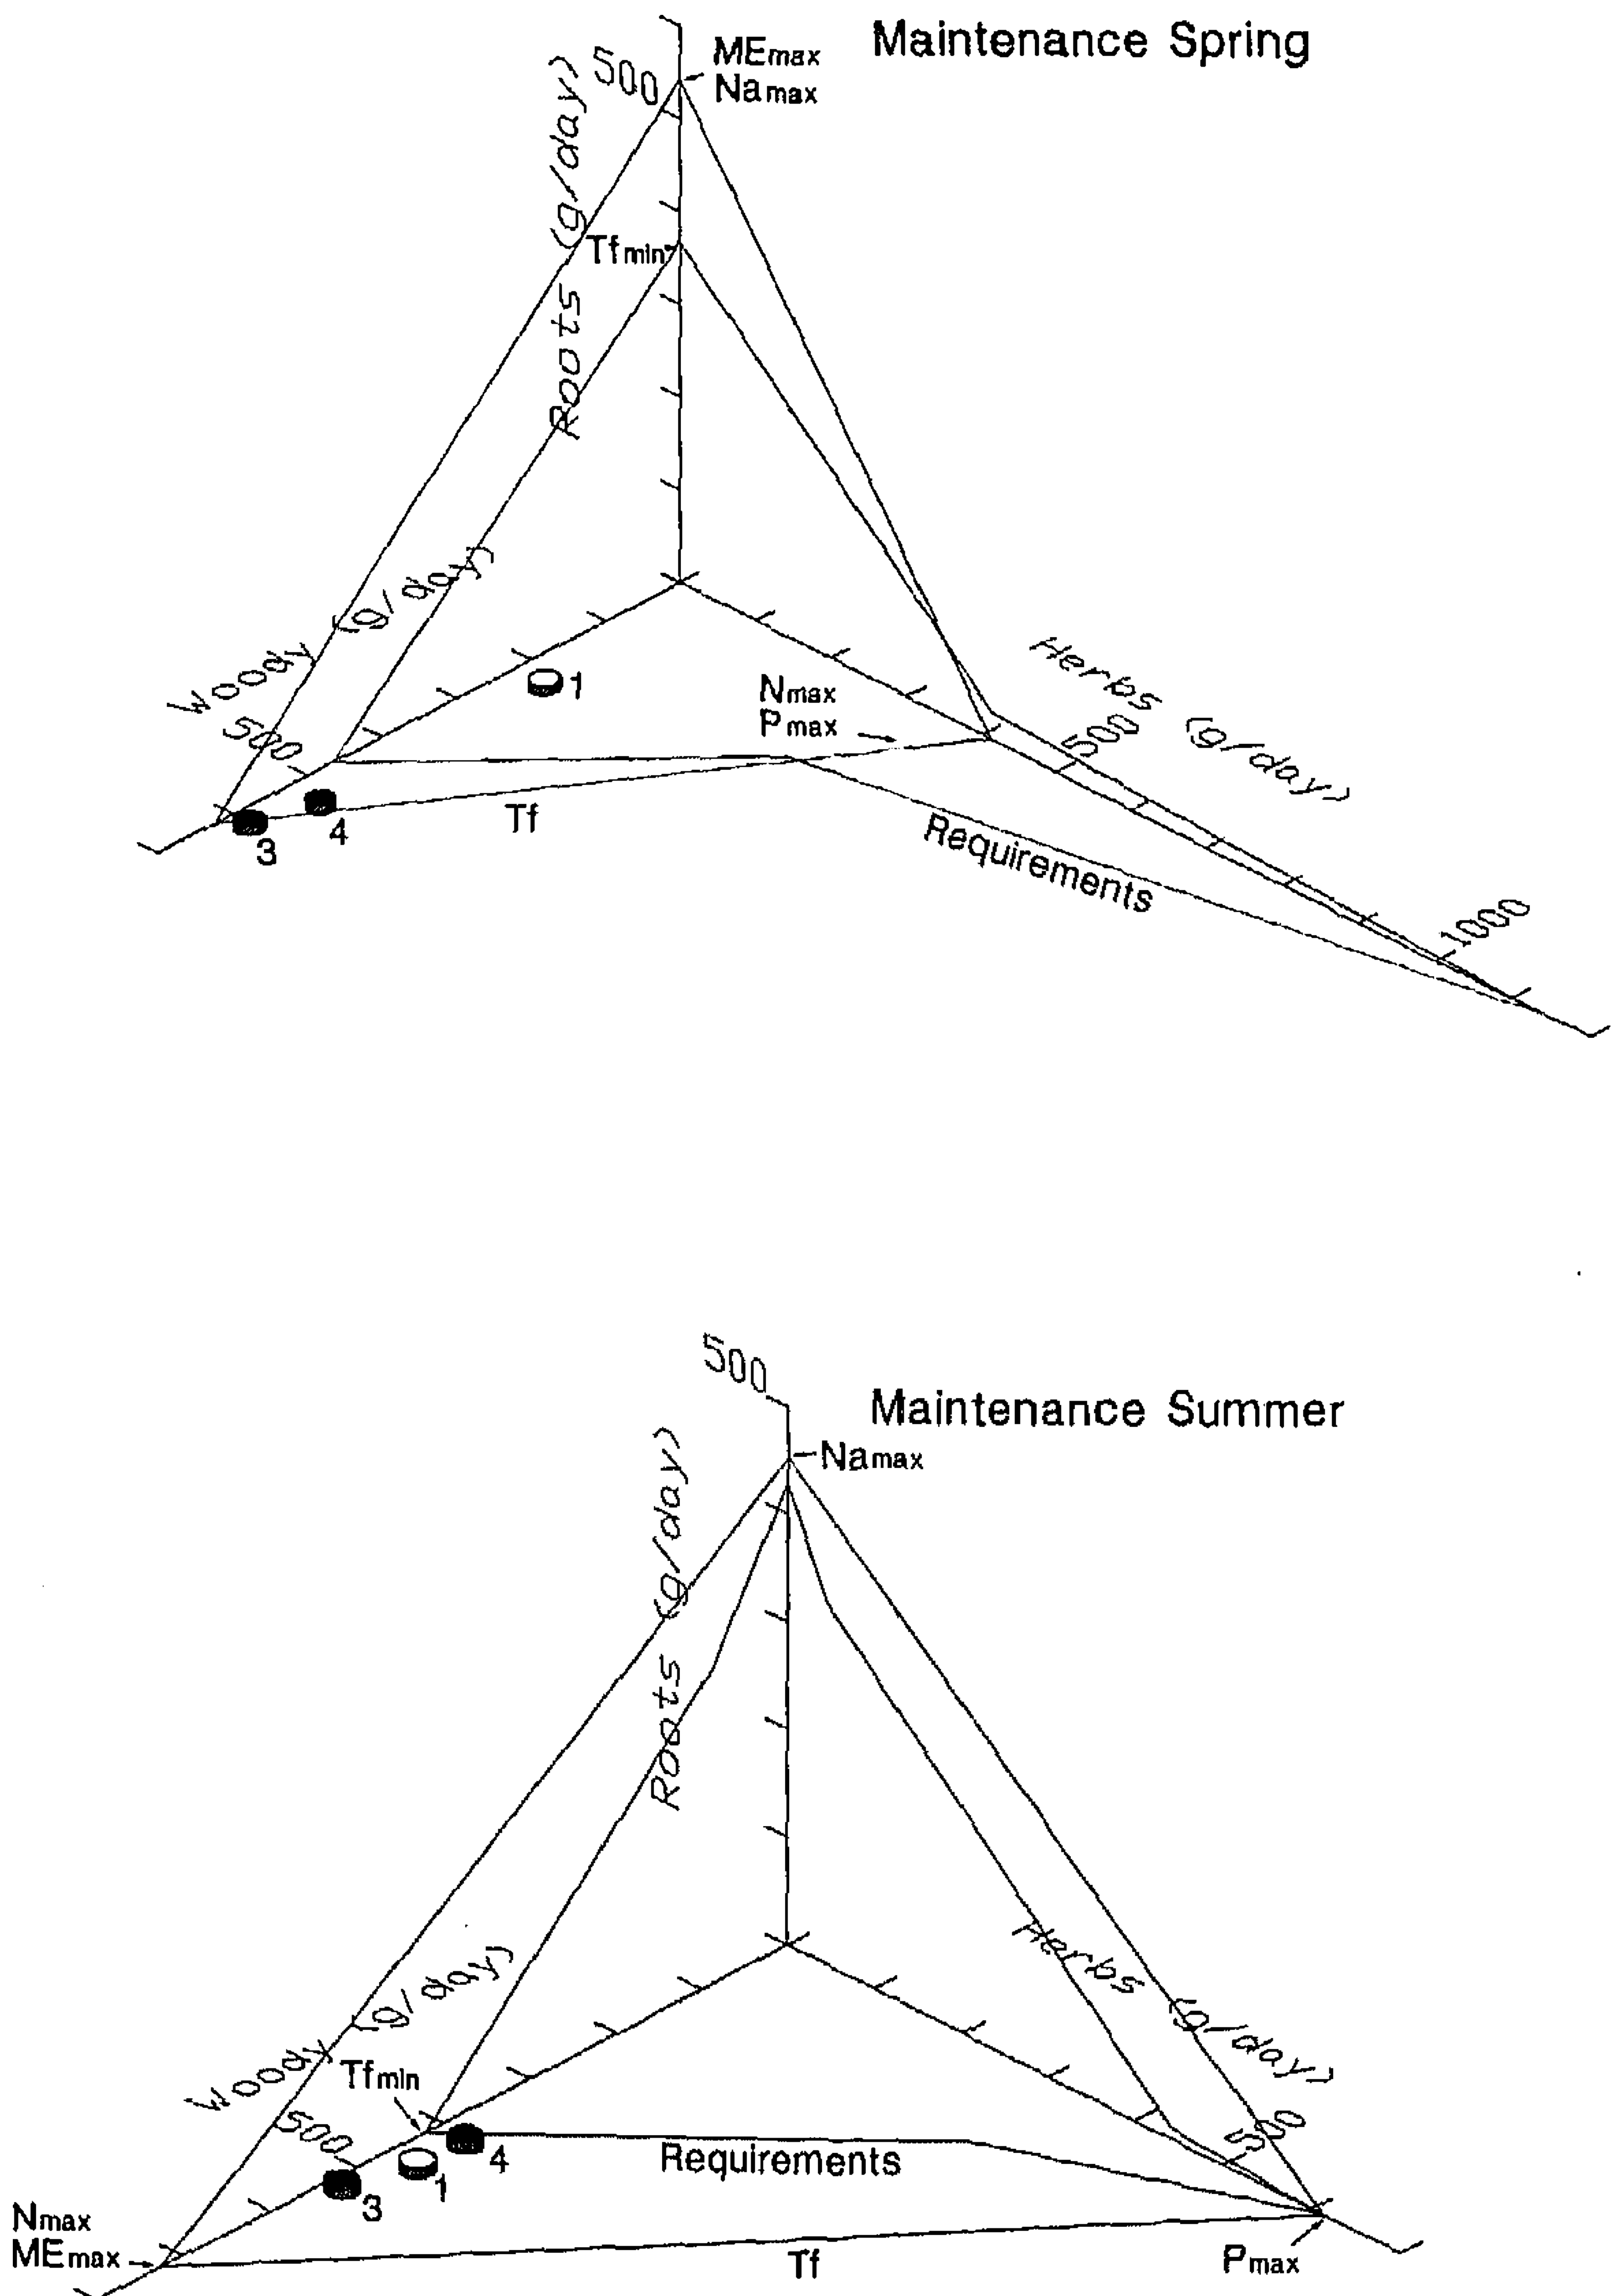 Maintenance Spring
MEmax
Namax
500
Roots (g/day)
Tfmin
Woody (g/day)
500
1
Nmax
Pmax
Herbs (g/day)
500
1000
3
4
Tf
Requirements
500
Maintenance Summer
Namax
Roots (g/day)
Woody (g/day)
Herbs (g/day)
Tfmin
500
500
4
1
3
Requirements
Nmax
MEmax
Tf
Pmax